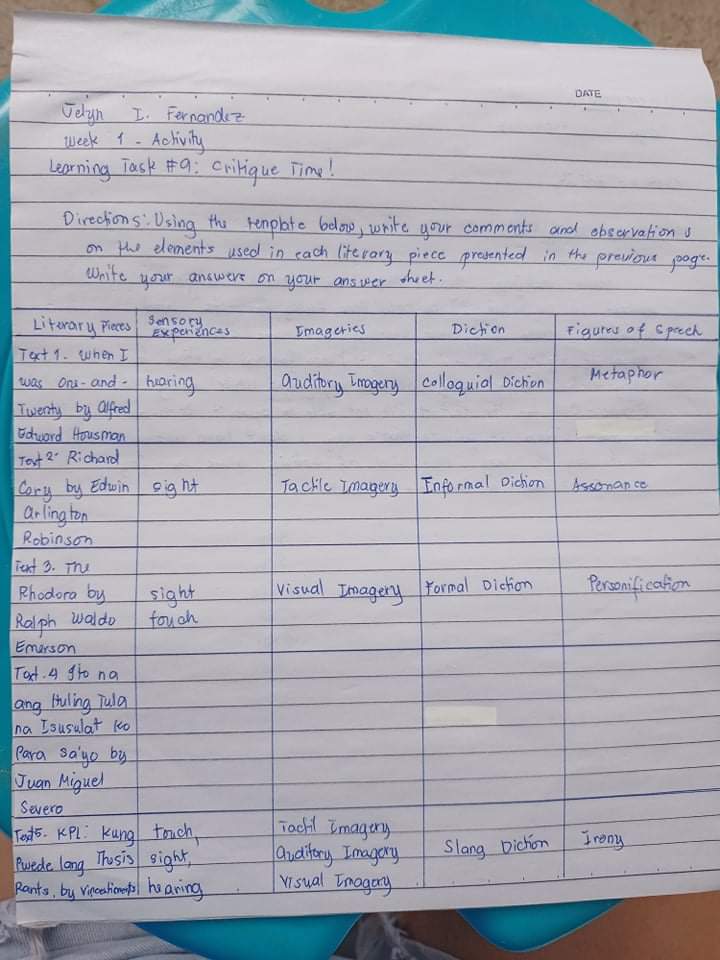 DATE
Jelyn I. Fernandez
Week 1 - Activity
Learning Task #9: Critique Time!
Directions: Using the template below, write your comments and observations
on the elements used in each literary piece presented in the previous page.
Write your answers on your answer sheet.
Literary Pieces Sensory Experiences Imageries Diction Figures of Speech
Text 1. When I
was One-and- hearing Auditory Imagery Colloquial Diction Metaphor
Twenty by Alfred
Edward Housman
Text 2- Richard
Cory by Edwin sight Tactile Imagery Informal Diction Assonance
Arlington
Robinson
Text 3. The
Rhodora by sight Visual Imagery Formal Diction Personification
Ralph Waldo touch
Emerson
Text. 4 Ito na
ang Huling Tula
na Isusulat Ko
Para Sa'yo by
Juan Miguel
Severo
Text5. KPL: Kung touch, Tactil Imagery
Pwede lang Thesis sight, Auditory Imagery Slang Diction Irony
Rants, by hearing Visual Imagery